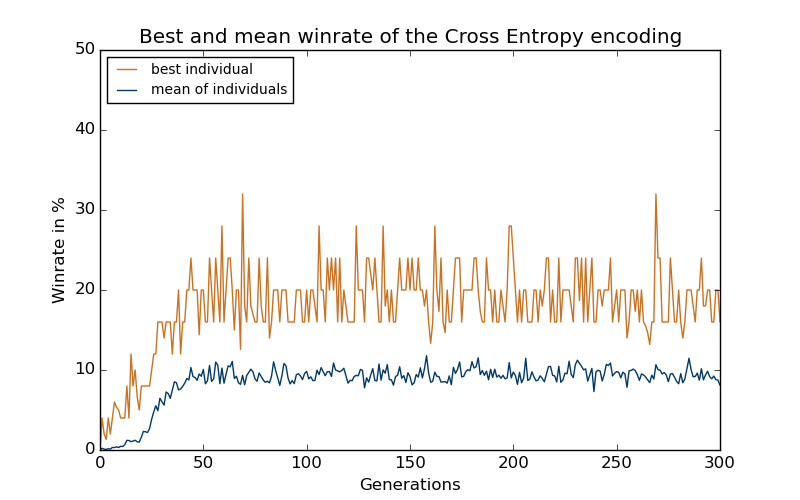 Best and mean winrate of the Cross Entropy encoding
best individual
mean of individuals
Winrate in %
50
40
30
20
10
0
0 50 100 150 200 250 300
Generations